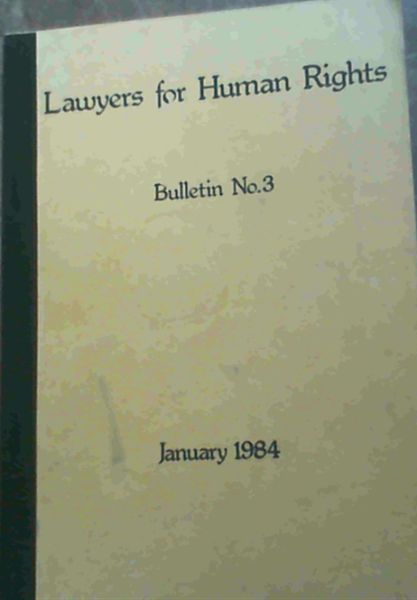 Lawyers for Human Rights
Bulletin No.3
January 1984